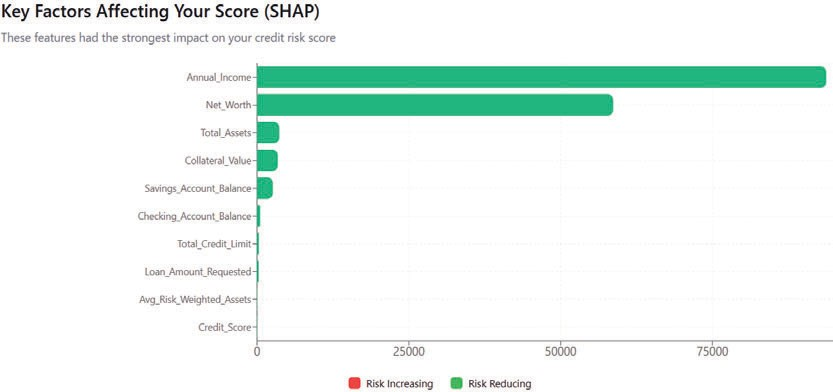 Key Factors Affecting Your Score (SHAP)
These features had the strongest impact on your credit risk score
Annual_Income
Net_Worth
Total_Assets
Collateral_Value
Savings_Account_Balance
Checking_Account_Balance
Total_Credit_Limit
Loan_Amount_Requested
Avg_Risk_Weighted_Assets
Credit_Score
0 25000 50000 75000
Risk Increasing Risk Reducing